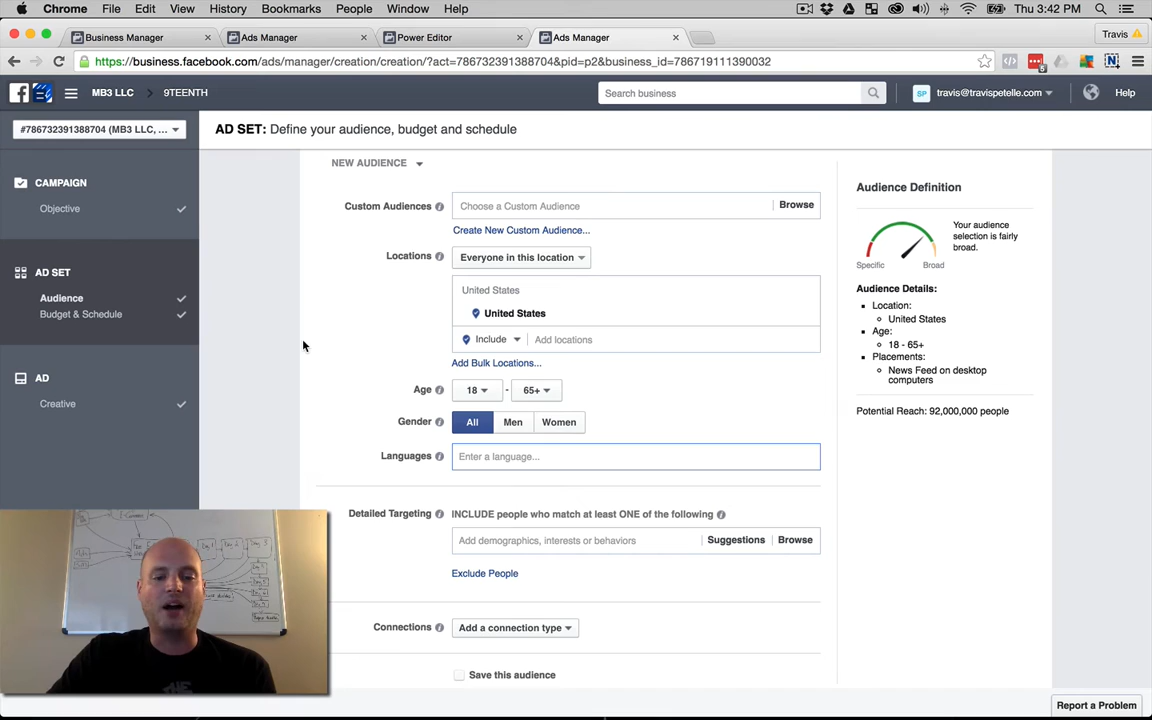 Chrome File Edit View History Bookmarks People Window Help Thu 3:42 PM
Business Manager Ads Manager Power Editor Ads Manager Travis
https://business.facebook.com/ads/manager/creation/creation/?act=786732391388704&pid=p2&business_id=786719111390032
MB3 LLC 9TEENTH Search business SP travis@travispetelle.com Help
#786732391388704 (MB3 LLC, ... AD SET: Define your audience, budget and schedule
CAMPAIGN
Objective
AD SET
Audience
Budget & Schedule
AD
Creative
NEW AUDIENCE
Custom Audiences Choose a Custom Audience Browse
Create New Custom Audience...
Locations Everyone in this location
United States
United States
Include Add locations
Add Bulk Locations...
Age 18 - 65+
Gender All Men Women
Languages Enter a language...
Detailed Targeting INCLUDE people who match at least ONE of the following
Add demographics, interests or behaviors Suggestions Browse
Exclude People
Connections Add a connection type
Save this audience
Audience Definition
Your audience
selection is fairly
broad.
Specific Broad
Audience Details:
Location:
United States
Age:
18 - 65+
Placements:
News Feed on desktop
computers
Potential Reach: 92,000,000 people
Report a Problem